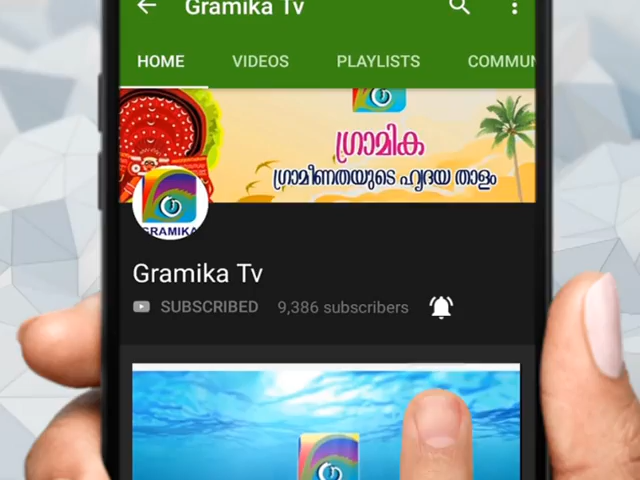 Gramika Tv
HOME VIDEOS PLAYLISTS COMMUN
ഗ്രാമിക
ഗ്രാമീണതയുടെ ഹൃദയ താളം
GRAMIKA
Gramika Tv
SUBSCRIBED 9,386 subscribers